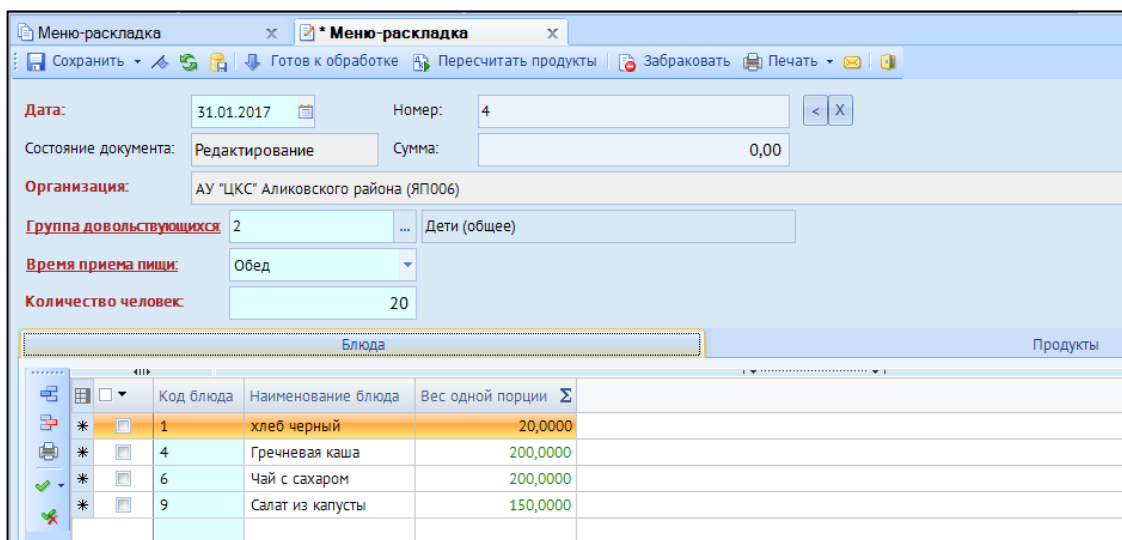 Меню-раскладка x * Меню-раскладка x
Сохранить Готов к обработке Пересчитать продукты Забраковать Печать
Дата: 31.01.2017 Номер: 4 < X
Состояние документа: Редактирование Сумма: 0,00
Организация: АУ "ЦКС" Аликовского района (ЯП006)
Группа довольствующихся: 2 ... Дети (общее)
Время приема пищи: Обед
Количество человек: 20
Блюда Продукты
Код блюда Наименование блюда Вес одной порции Σ
* 1 хлеб черный 20,0000
* 4 Гречневая каша 200,0000
* 6 Чай с сахаром 200,0000
* 9 Салат из капусты 150,0000